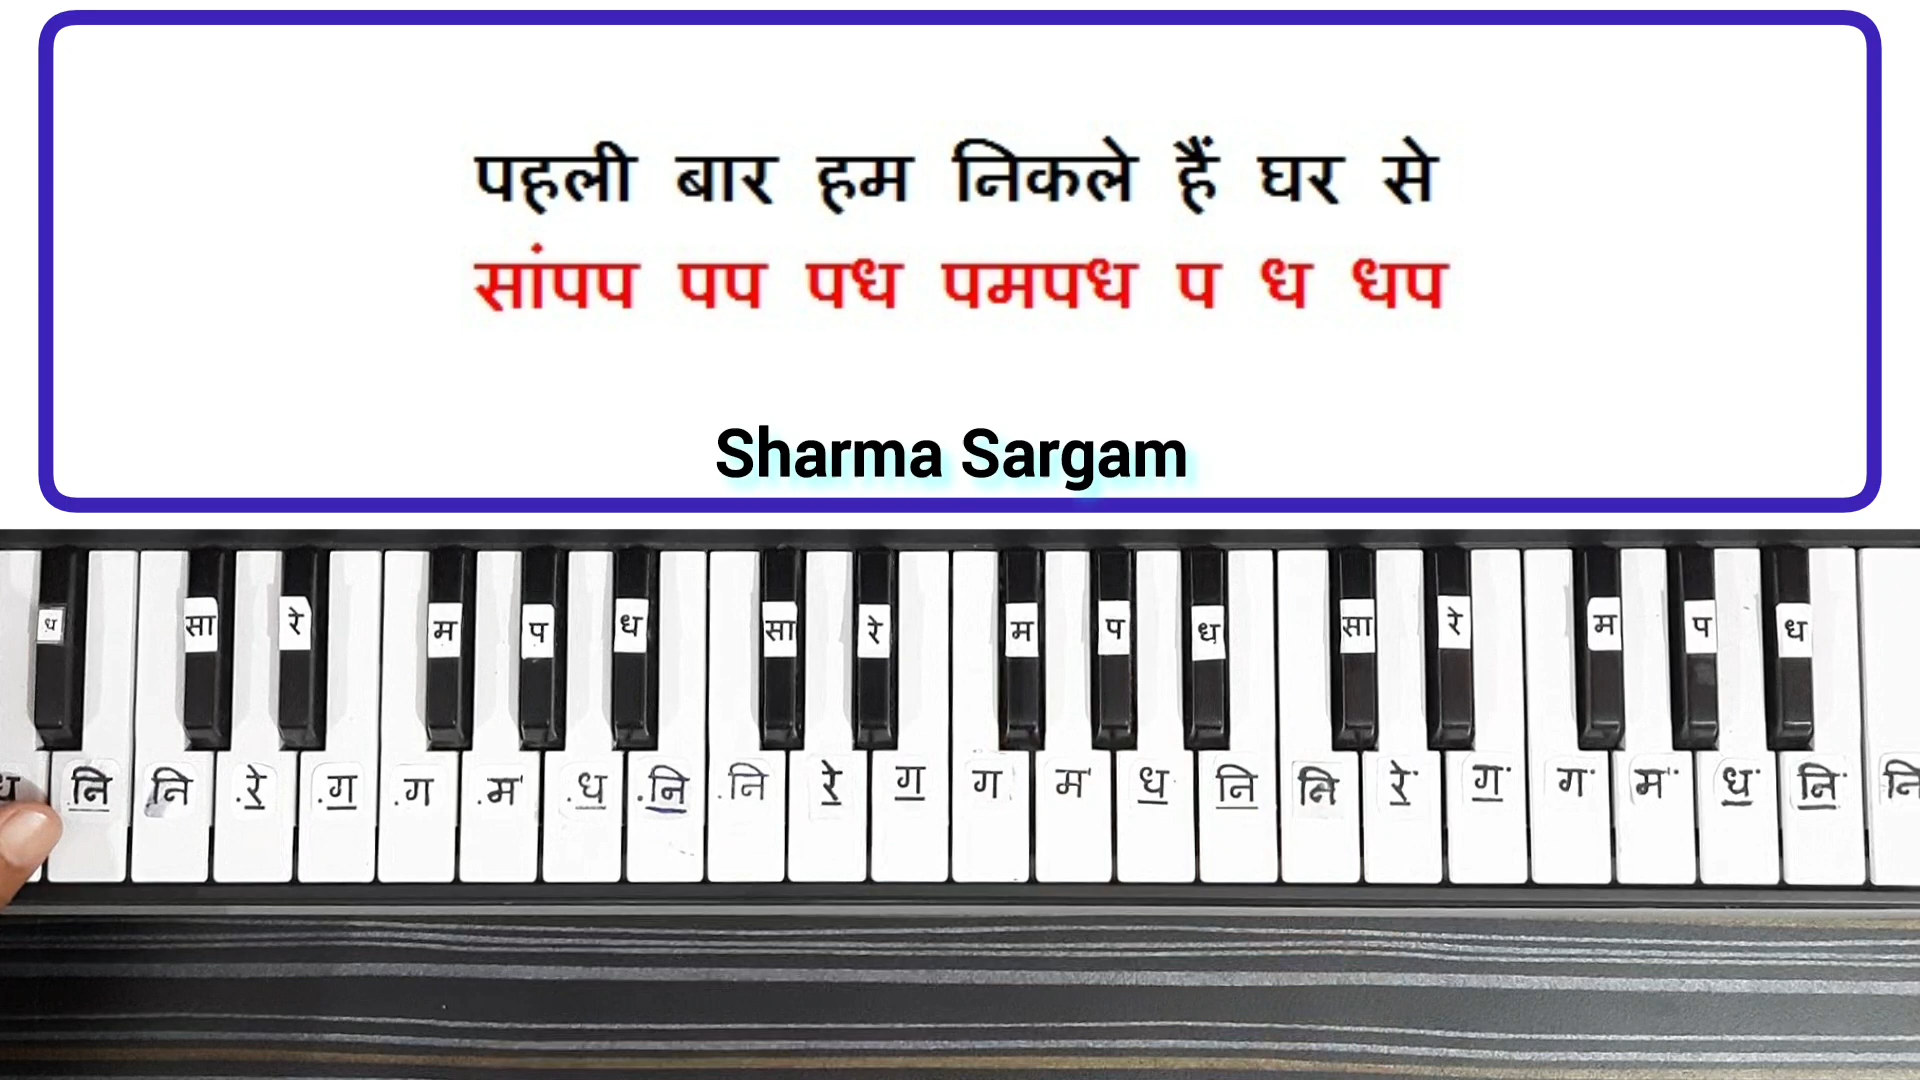 पहली बार हम निकले हैं घर से
सांपप पप पध पमपध प ध धप
Sharma Sargam
ध सा रे म प ध सा रे म प ध सा रे म प ध
ध .नि॒ नि .रे॒ .ग॒ .ग .म' .ध॒ .नि॒ .नि रे॒ ग॒ ग म' ध॒ नि॒ नि रे॒˙ ग॒˙ ग˙ म'˙ ध॒˙ नि॒˙ नि